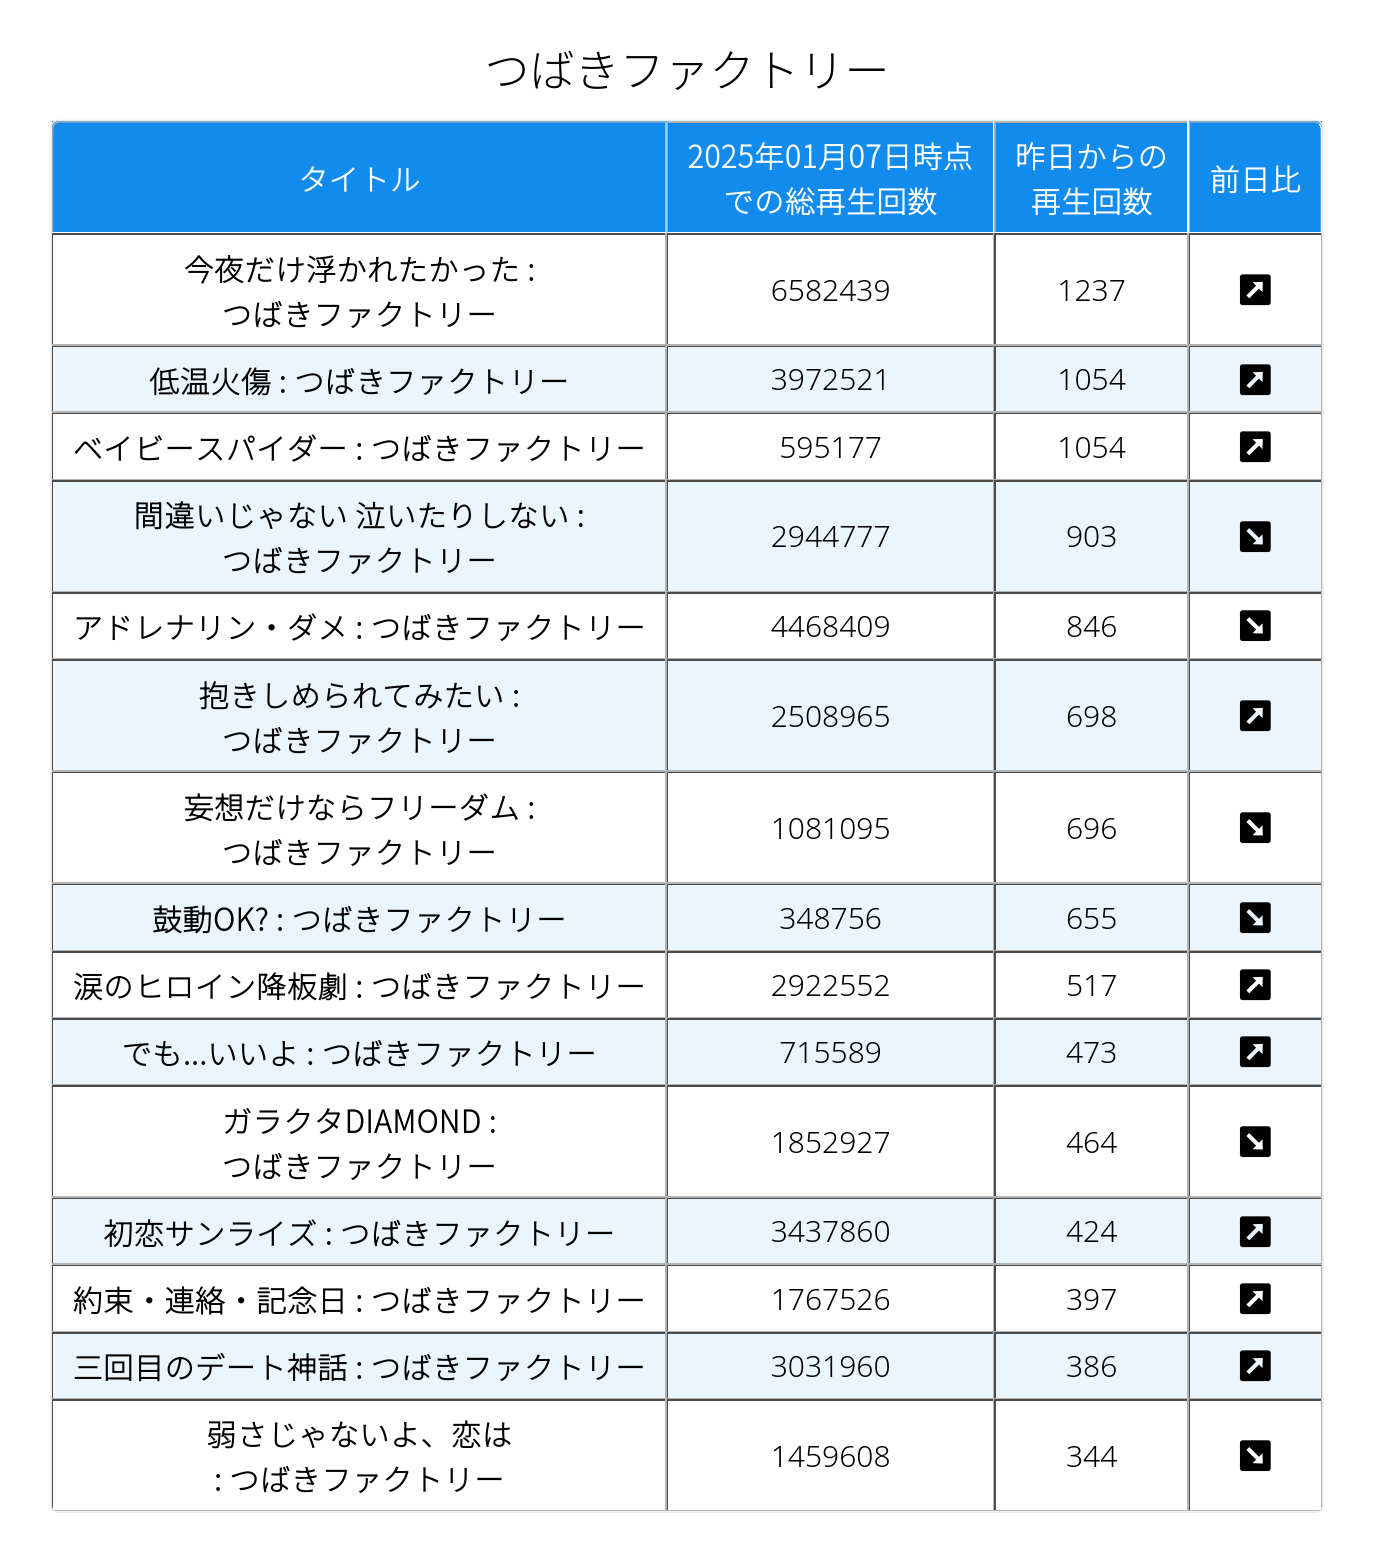 つばきファクトリー
タイトル
2025年01月07日時点
での総再生回数
昨日からの
再生回数
前日比
今夜だけ浮かれたかった :
つばきファクトリー
6582439
1237
低温火傷 : つばきファクトリー
3972521
1054
ベイビースパイダー : つばきファクトリー
595177
1054
間違いじゃない 泣いたりしない :
つばきファクトリー
2944777
903
アドレナリン・ダメ : つばきファクトリー
4468409
846
抱きしめられてみたい :
つばきファクトリー
2508965
698
妄想だけならフリーダム :
つばきファクトリー
1081095
696
鼓動OK? : つばきファクトリー
348756
655
涙のヒロイン降板劇 : つばきファクトリー
2922552
517
でも...いいよ : つばきファクトリー
715589
473
ガラクタDIAMOND :
つばきファクトリー
1852927
464
初恋サンライズ : つばきファクトリー
3437860
424
約束・連絡・記念日 : つばきファクトリー
1767526
397
三回目のデート神話 : つばきファクトリー
3031960
386
弱さじゃないよ、恋は
: つばきファクトリー
1459608
344